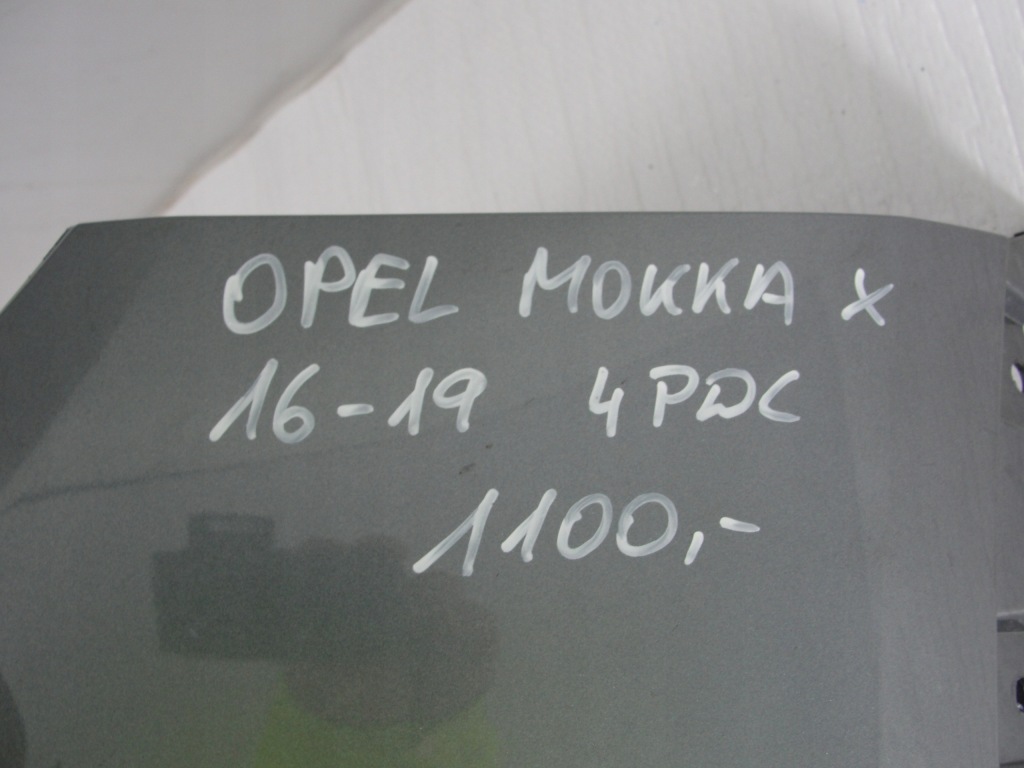 OPEL MOKKA X
16-19 4PDC
1100,-